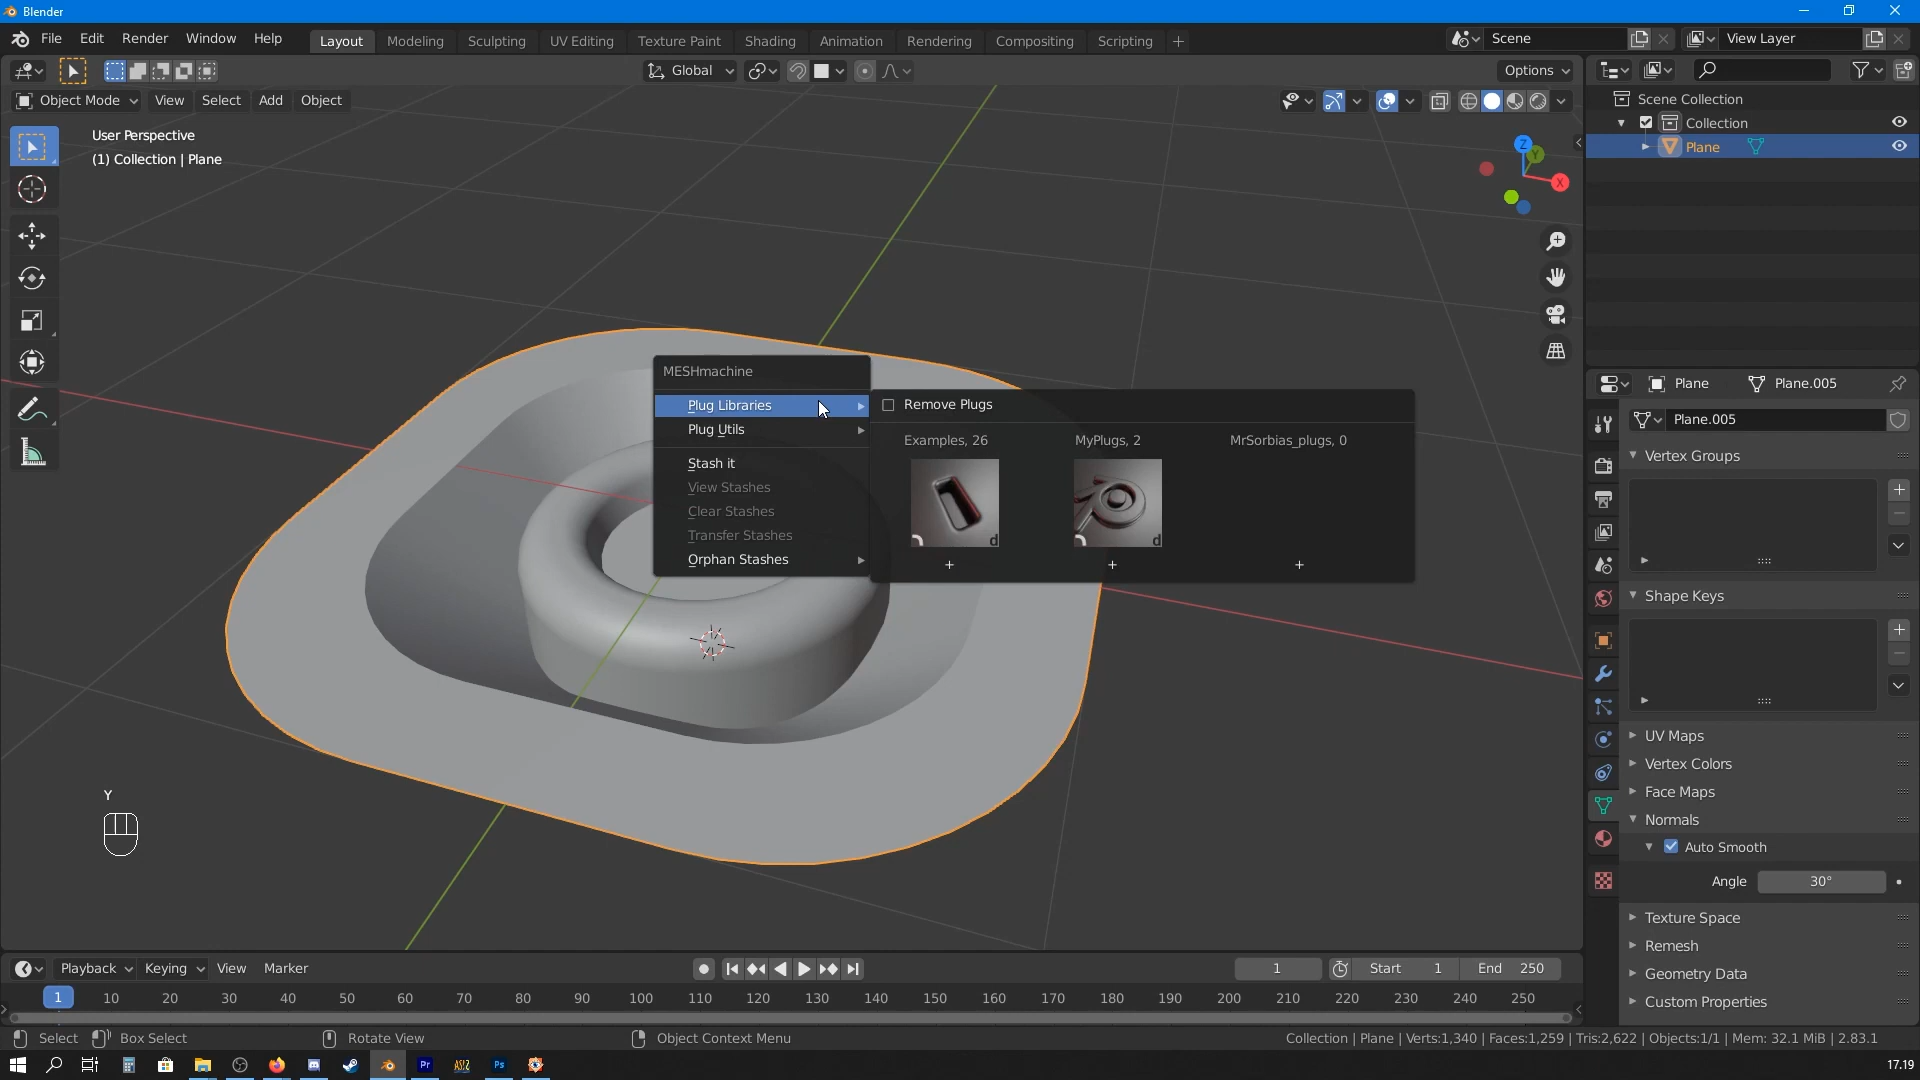 Blender
File Edit Render Window Help
Layout Modeling Sculpting UV Editing Texture Paint Shading Animation Rendering Compositing Scripting +
Scene
View Layer
Global
Options
Object Mode View Select Add Object
User Perspective
(1) Collection | Plane
Z
Y
X
Scene Collection
Collection
Plane
MESHmachine
Plug Libraries
Plug Utils
Stash it
View Stashes
Clear Stashes
Transfer Stashes
Orphan Stashes
Remove Plugs
Examples, 26 MyPlugs, 2 MrSorbias_plugs, 0
d d
+ + +
Y
Plane Plane.005
Plane.005
Vertex Groups
Shape Keys
UV Maps
Vertex Colors
Face Maps
Normals
Auto Smooth
Angle 30°
Texture Space
Remesh
Geometry Data
Custom Properties
Playback Keying View Marker
1 Start 1 End 250
1 10 20 30 40 50 60 70 80 90 100 110 120 130 140 150 160 170 180 190 200 210 220 230 240 250
Select Box Select Rotate View Object Context Menu
Collection | Plane | Verts:1,340 | Faces:1,259 | Tris:2,622 | Objects:1/1 | Mem: 32.1 MiB | 2.83.1
Pr
Ps
17.19